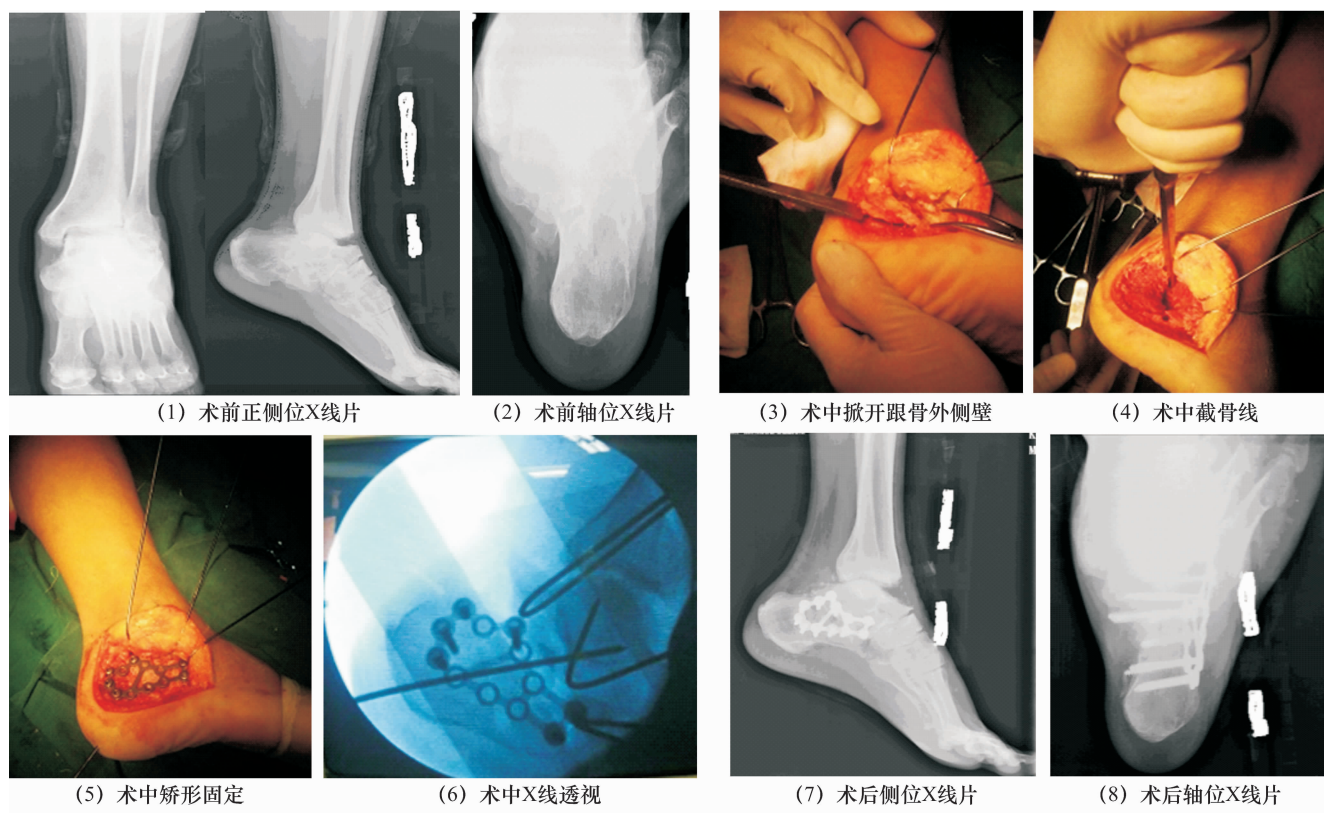 (1) 术前正侧位X线片
(2) 术前轴位X线片
(3) 术中掀开跟骨外侧壁
(4) 术中截骨线
(5) 术中矫形固定
(6) 术中X线透视
(7) 术后侧位X线片
(8) 术后轴位X线片